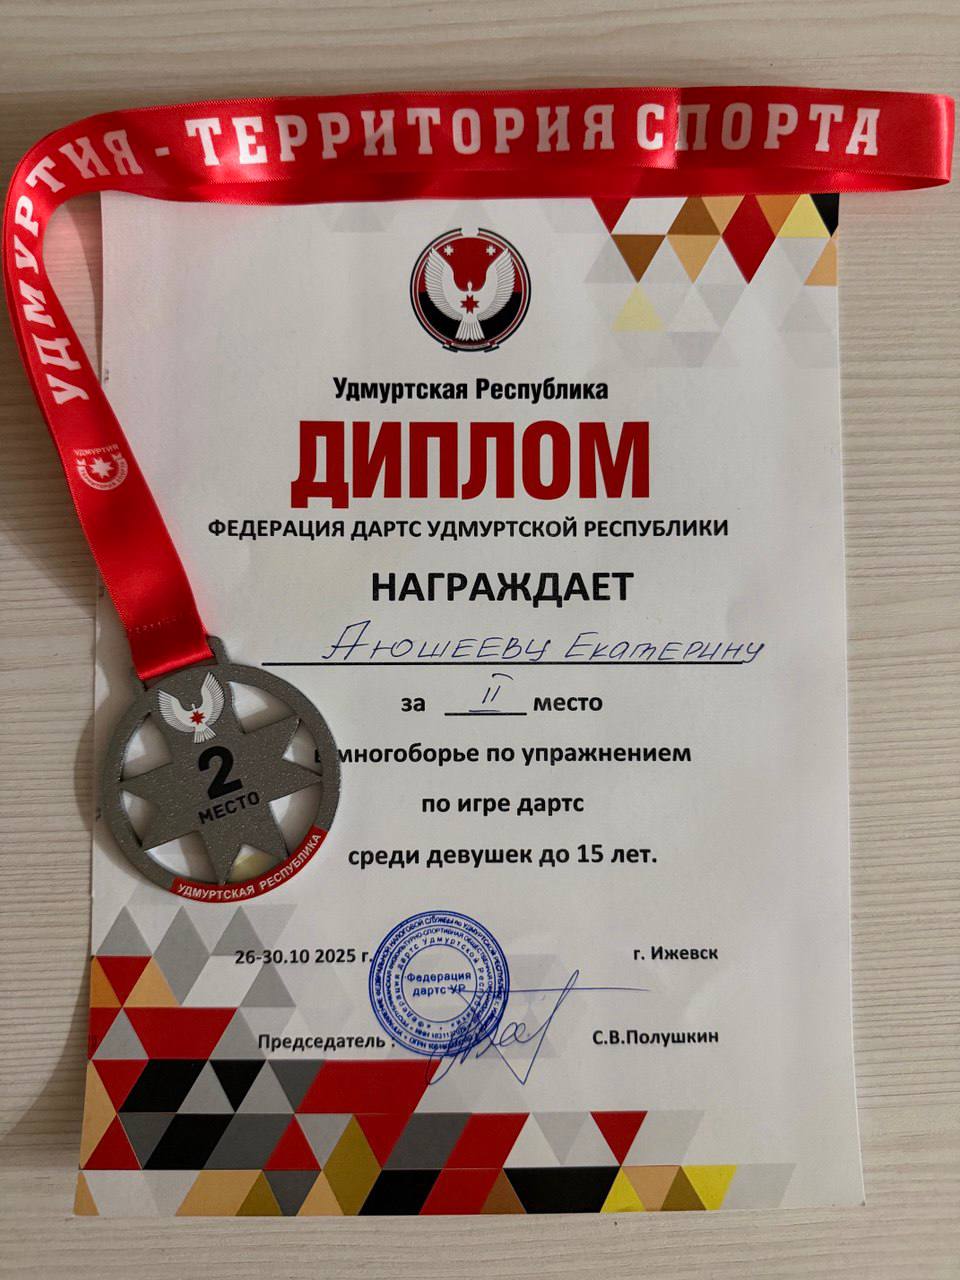 УДМУРТИЯ - ТЕРРИТОРИЯ СПОРТА
УДМУРТИЯ
Удмуртская Республика
ДИПЛОМ
ФЕДЕРАЦИЯ ДАРТС УДМУРТСКОЙ РЕСПУБЛИКИ
НАГРАЖДАЕТ
Аюшееву Екатерину
за II место
многоборье по упражнением
по игре дартс
среди девушек до 15 лет.
2
МЕСТО
УДМУРТСКАЯ РЕСПУБЛИКА
26-30.10 2025 г.
г. Ижевск
Федерация
дартс УР
Председатель
С.В.Полушкин